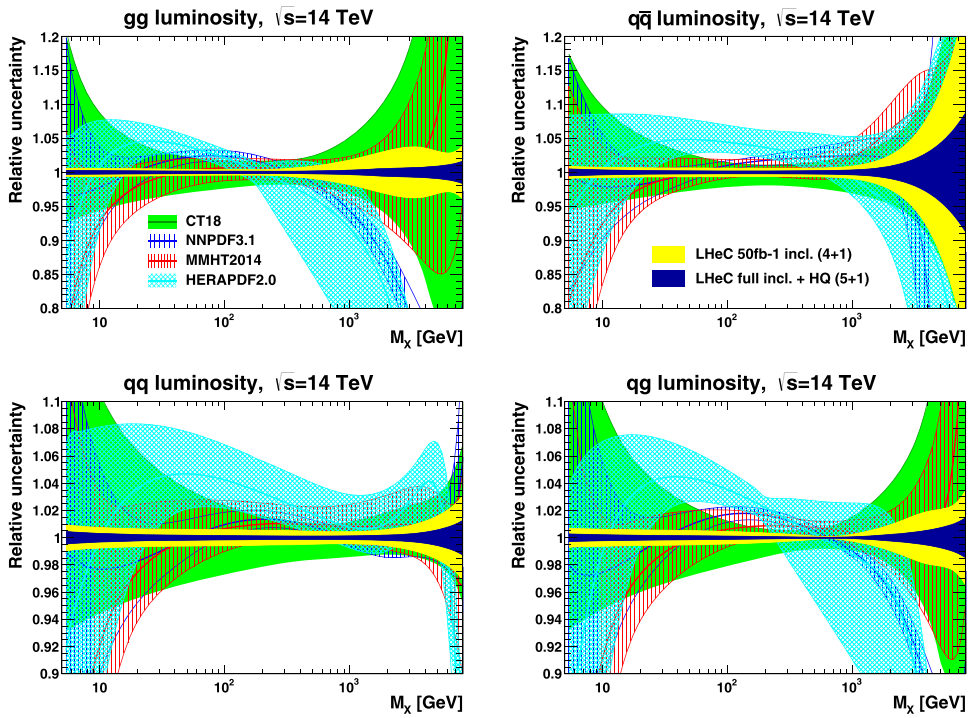 gg luminosity, √s=14 TeV
Relative uncertainty
1.2
1.15
1.1
1.05
1
0.95
0.9
0.85
0.8
CT18
NNPDF3.1
MMHT2014
HERAPDF2.0
10
10²
10³
M_X [GeV]
qq̅ luminosity, √s=14 TeV
Relative uncertainty
1.2
1.15
1.1
1.05
1
0.95
0.9
0.85
0.8
LHeC 50fb-1 incl. (4+1)
LHeC full incl. + HQ (5+1)
10
10²
10³
M_X [GeV]
qq luminosity, √s=14 TeV
Relative uncertainty
1.1
1.08
1.06
1.04
1.02
1
0.98
0.96
0.94
0.92
0.9
10
10²
10³
M_X [GeV]
qg luminosity, √s=14 TeV
Relative uncertainty
1.1
1.08
1.06
1.04
1.02
1
0.98
0.96
0.94
0.92
0.9
10
10²
10³
M_X [GeV]